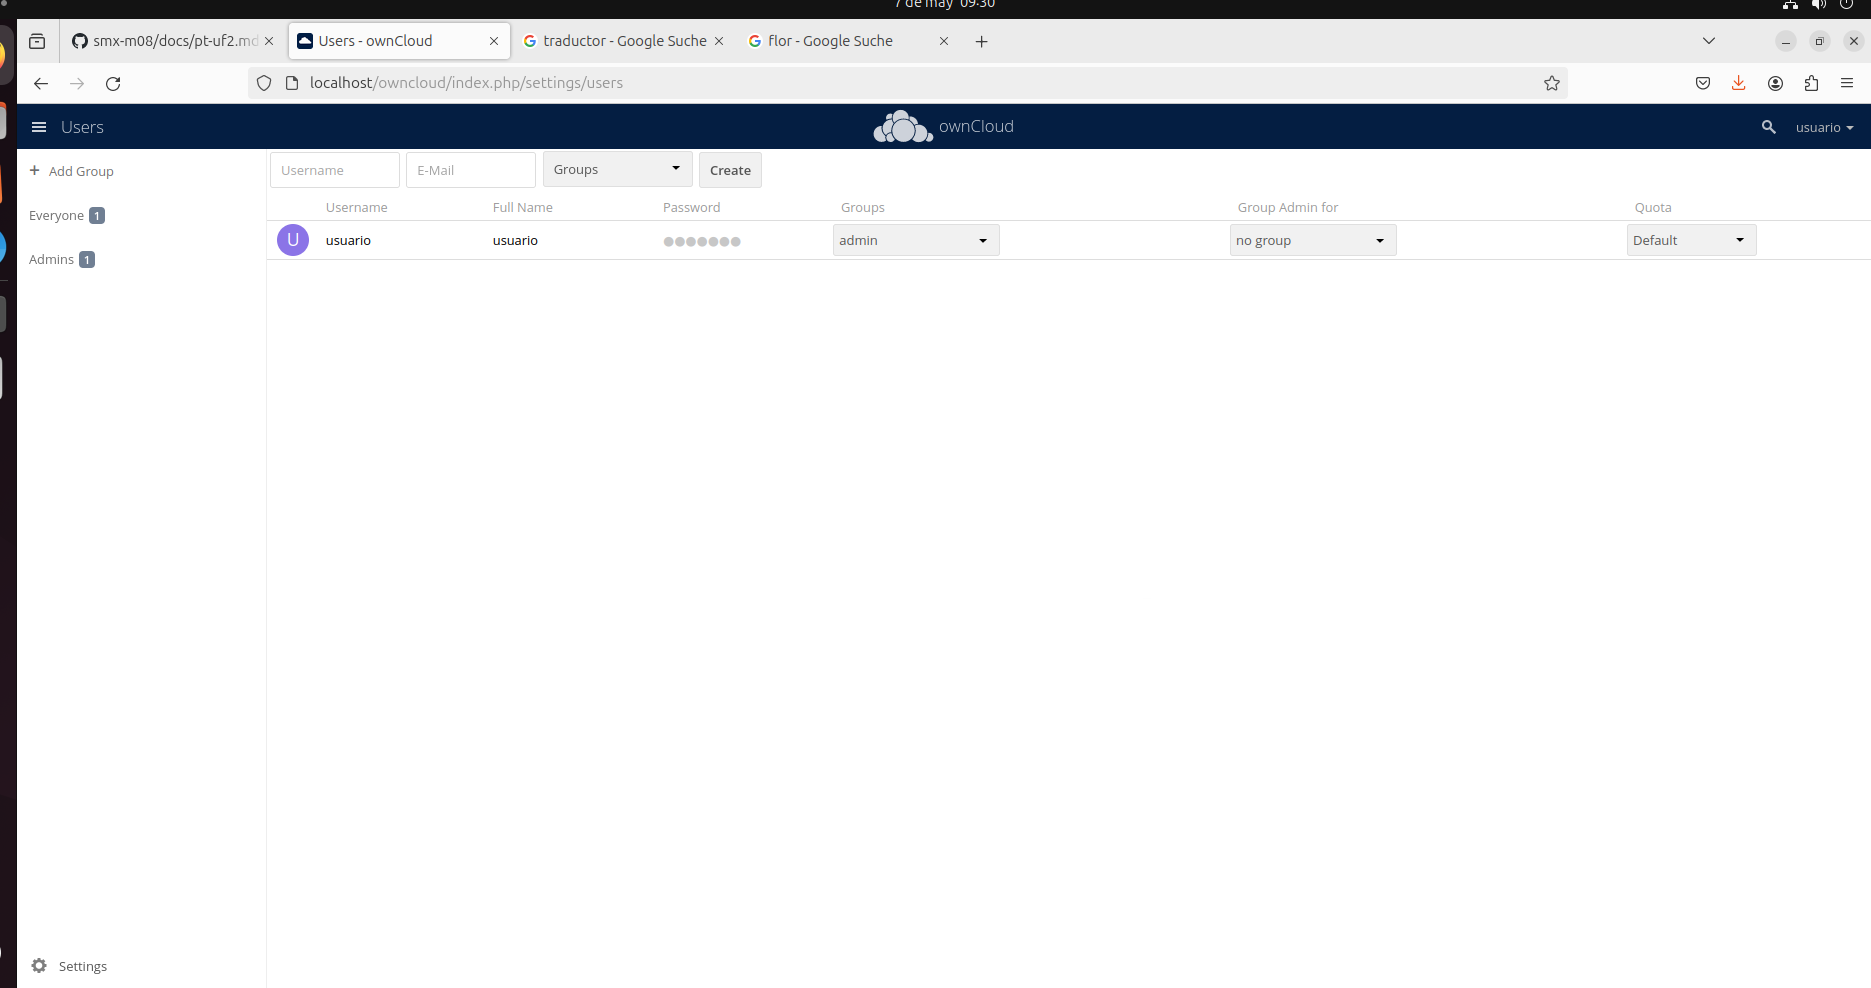 7 de may 09:30
smx-m08/docs/pt-uf2.md
Users - ownCloud
traductor - Google Suche
flor - Google Suche
localhost/owncloud/index.php/settings/users
Users
ownCloud
usuario
+ Add Group
Username
E-Mail
Groups
Create
Everyone 1
Admins 1
Username Full Name Password Groups Group Admin for Quota
U usuario usuario ●●●●●●● admin no group Default
Settings